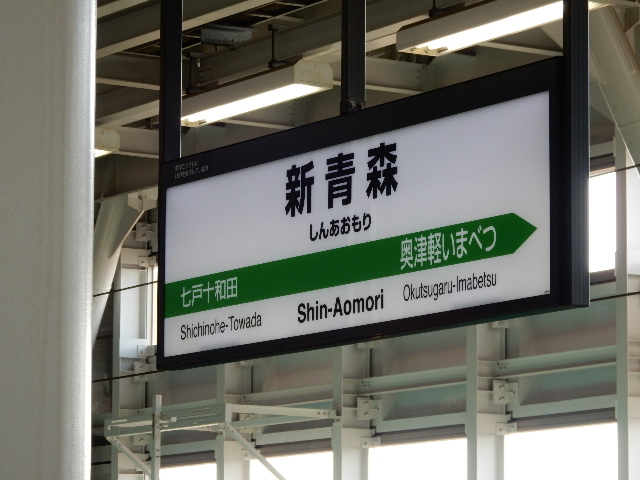 新青森
しんあおもり
七戸十和田 奥津軽いまべつ
Shichinohe-Towada Shin-Aomori Okutsugaru-Imabetsu